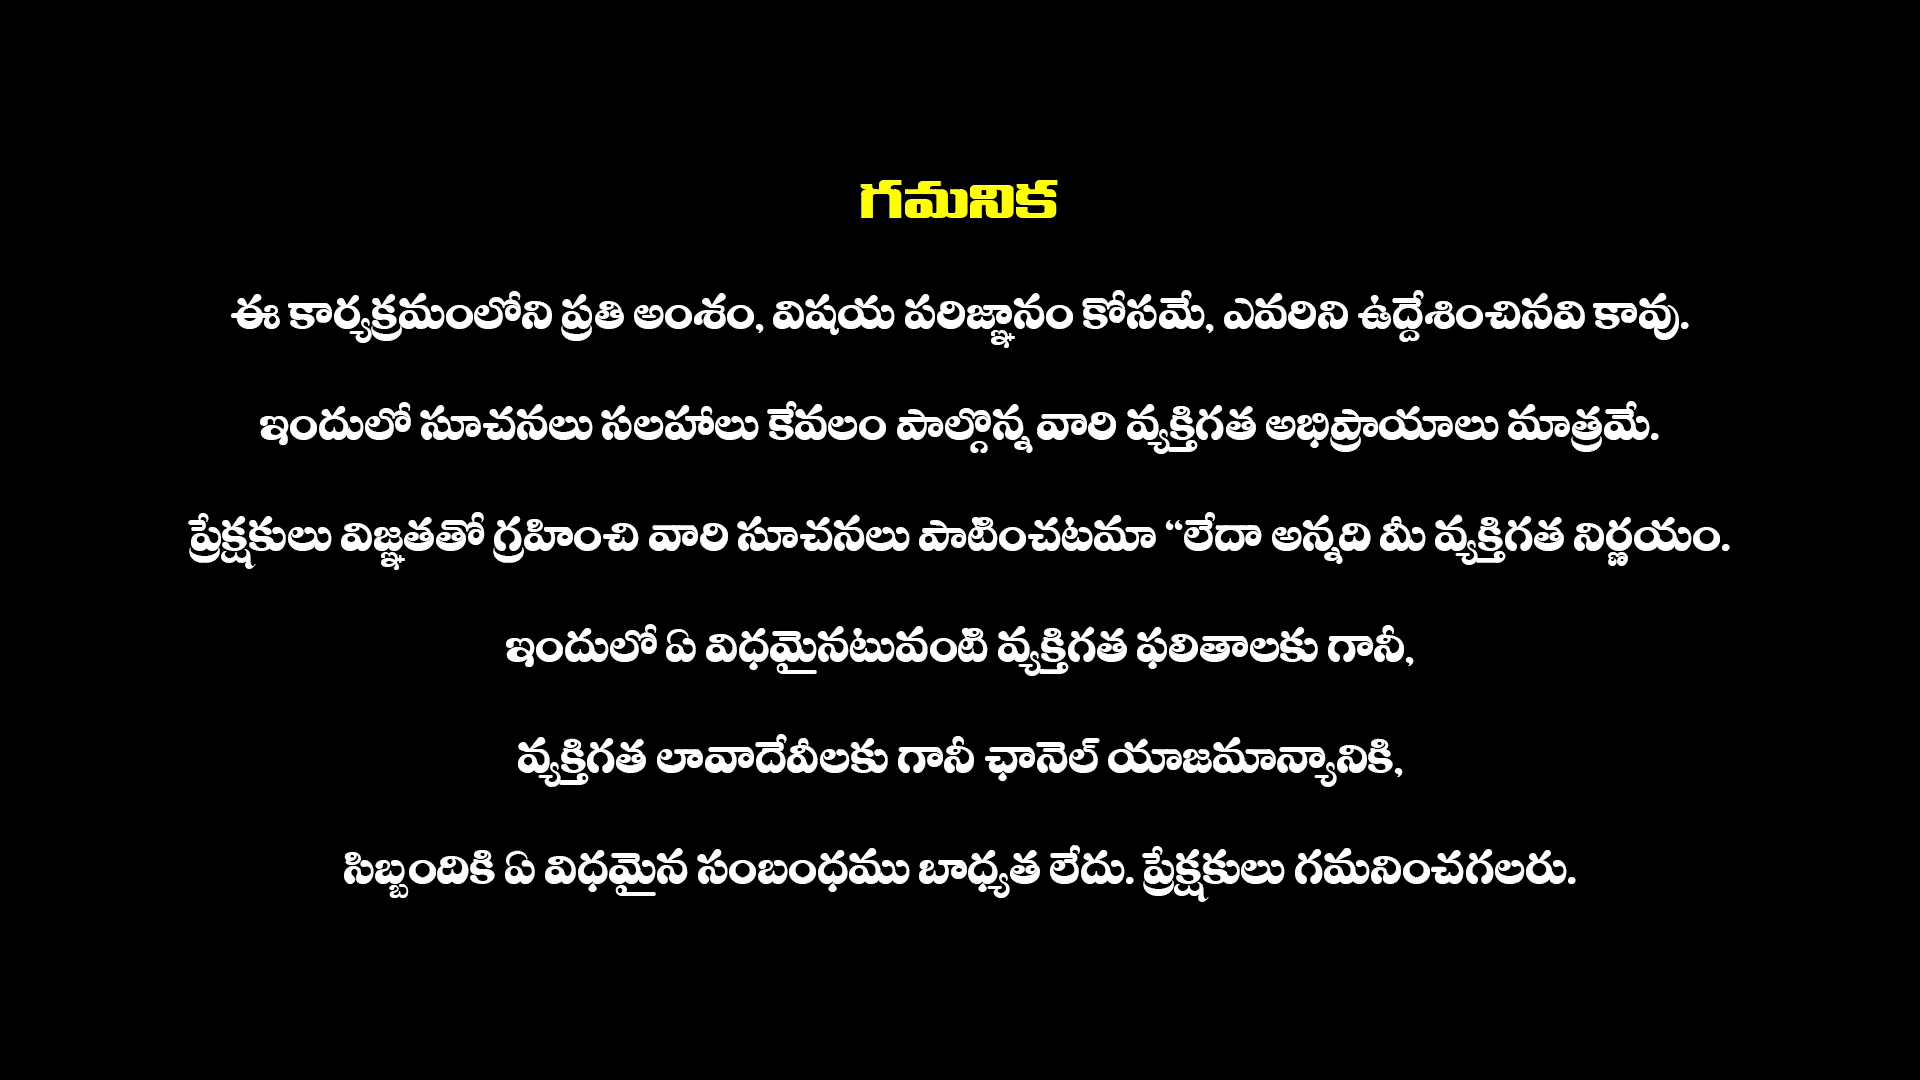 గమనిక
ఈ కార్యక్రమంలోని ప్రతి అంశం, విషయ పరిజ్ఞానం కోసమే, ఎవరిని ఉద్దేశించినవి కావు.
ఇందులో సూచనలు సలహాలు కేవలం పాల్గొన్న వారి వ్యక్తిగత అభిప్రాయాలు మాత్రమే.
ప్రేక్షకులు విజ్ఞతతో గ్రహించి వారి సూచనలు పాటించటమా “లేదా అన్నది మీ వ్యక్తిగత నిర్ణయం.
ఇందులో ఏ విధమైనటువంటి వ్యక్తిగత ఫలితాలకు గానీ,
వ్యక్తిగత లావాదేవీలకు గానీ ఛానెల్ యాజమాన్యానికి,
సిబ్బందికి ఏ విధమైన సంబంధము బాధ్యత లేదు. ప్రేక్షకులు గమనించగలరు.